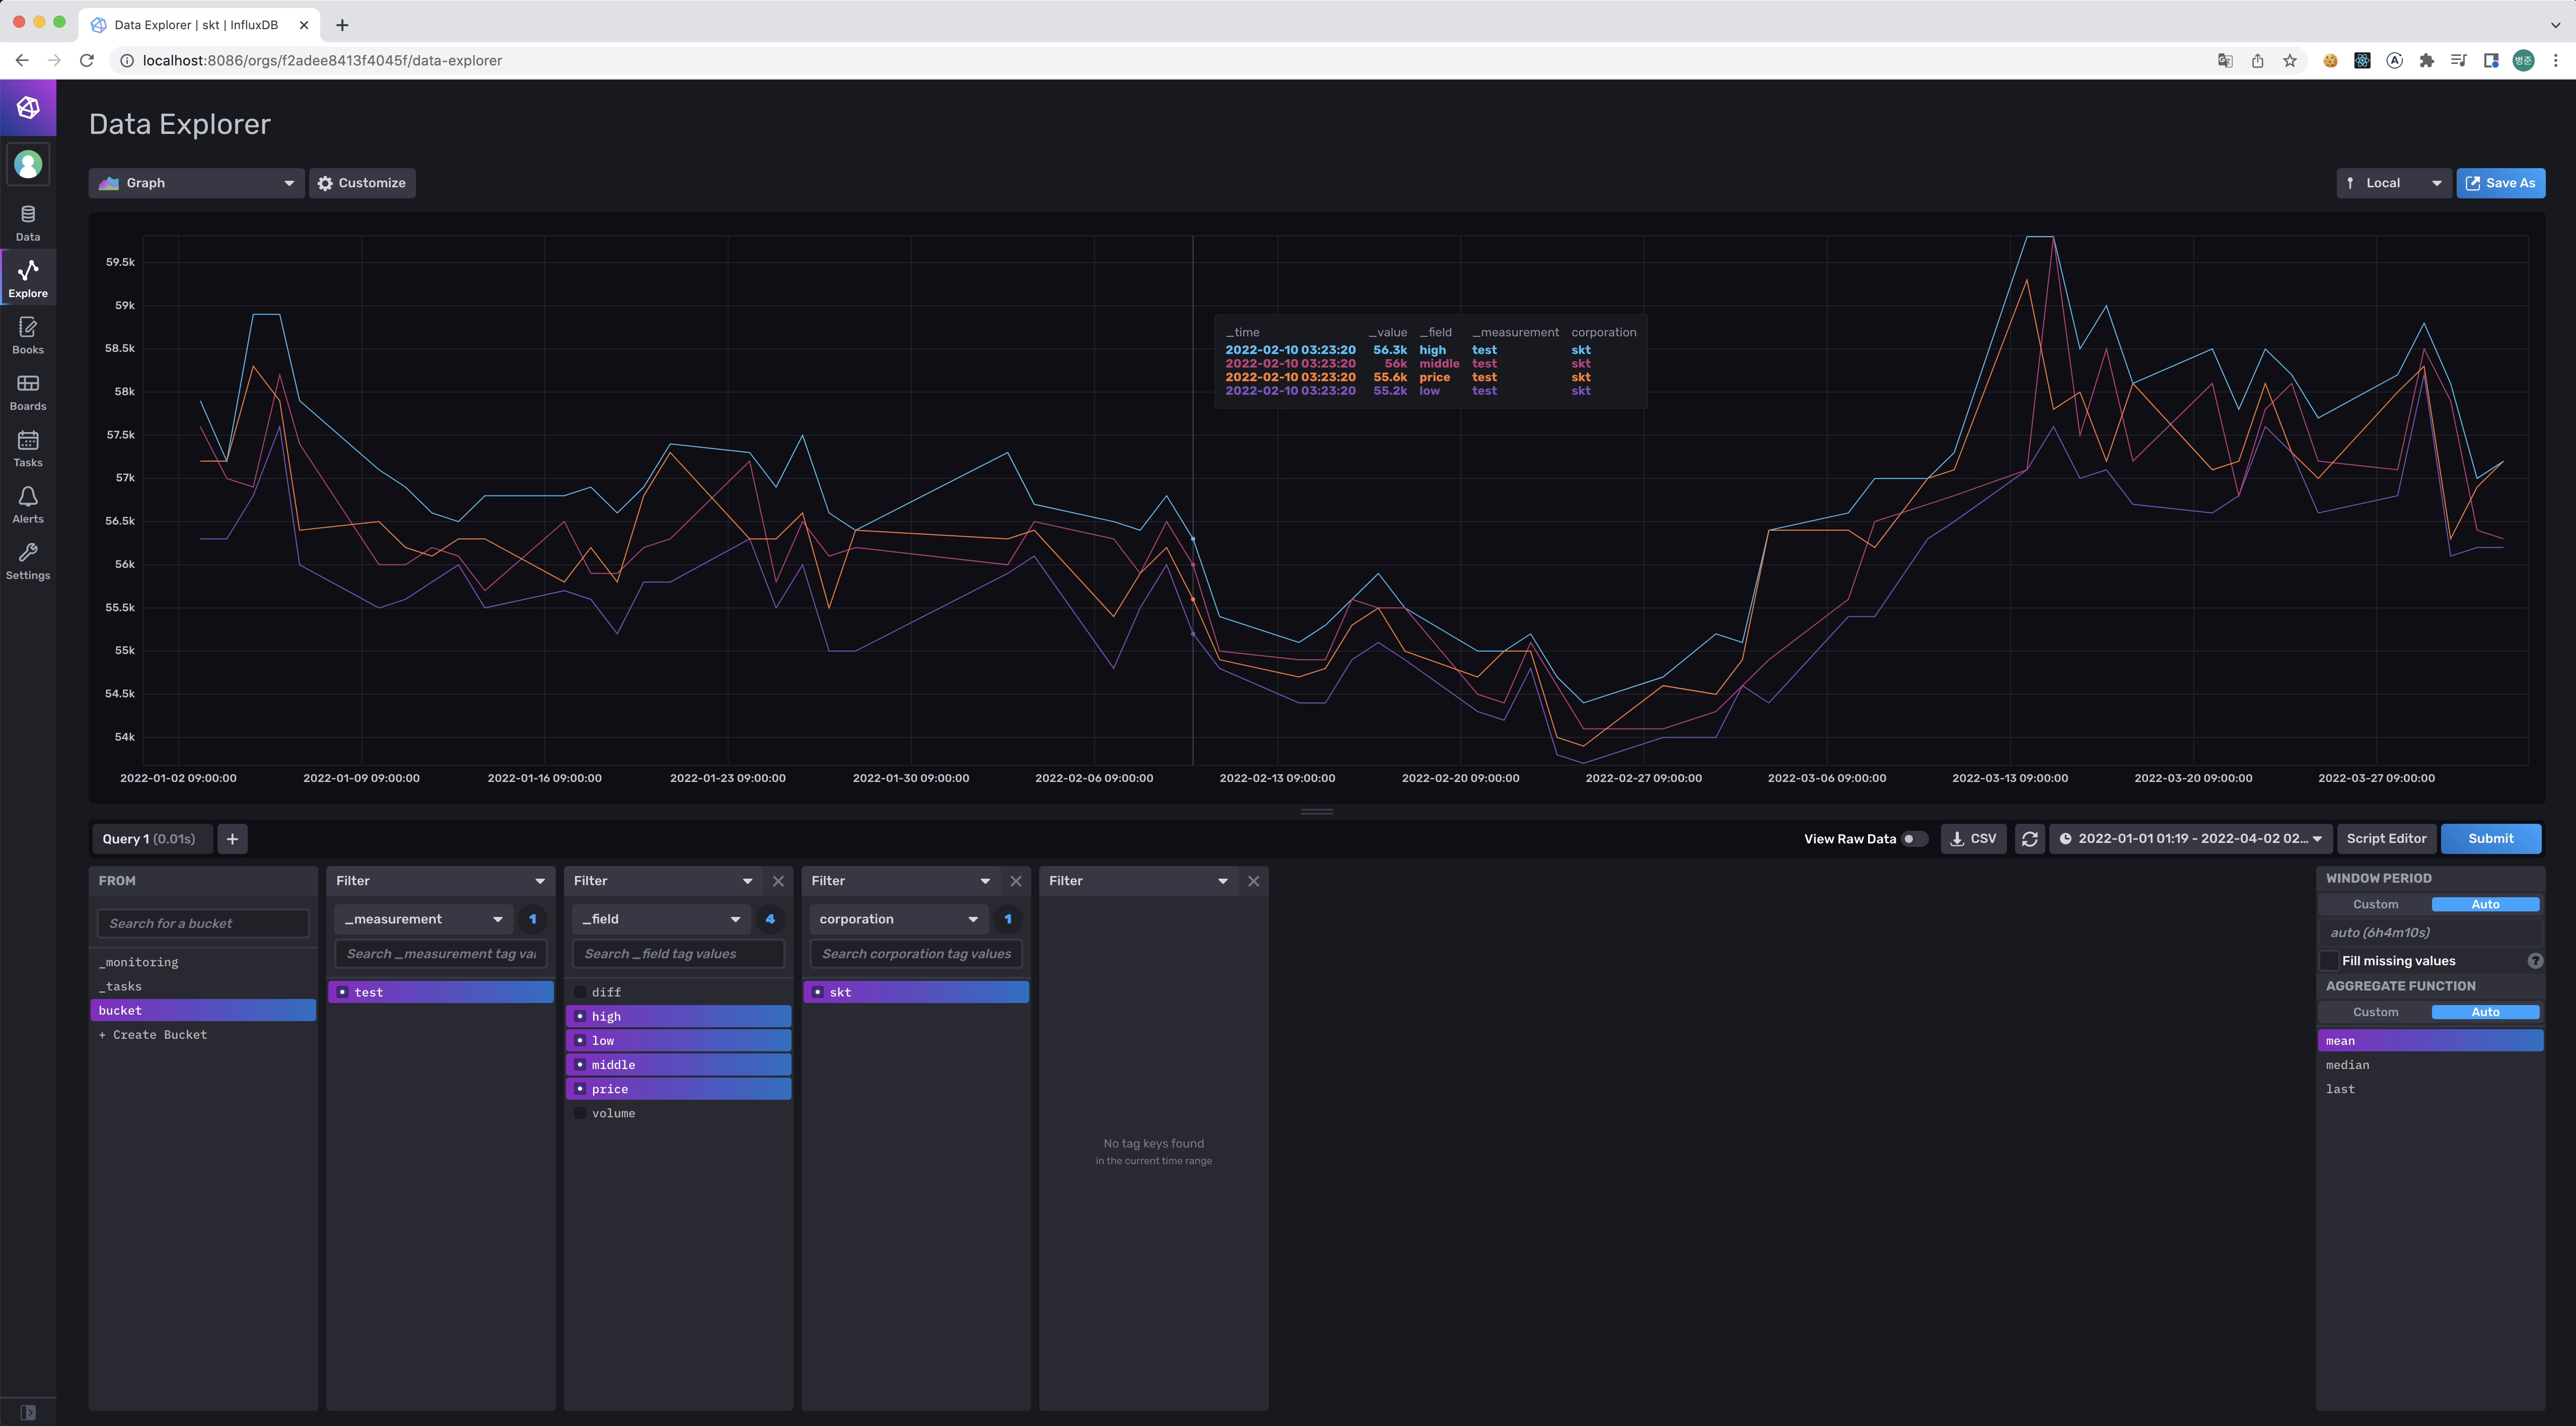 Data Explorer | skt | InfluxDB
localhost:8086/orgs/f2adee8413f4045f/data-explorer
병준
Data Explorer
Graph
Customize
Local
Save As
Data
Explore
Books
Boards
Tasks
Alerts
Settings
59.5k
59k
58.5k
58k
57.5k
57k
56.5k
56k
55.5k
55k
54.5k
54k
_time _value _field _measurement corporation
2022-02-10 03:23:20 56.3k high test skt
2022-02-10 03:23:20 56k middle test skt
2022-02-10 03:23:20 55.6k price test skt
2022-02-10 03:23:20 55.2k low test skt
2022-01-02 09:00:00 2022-01-09 09:00:00 2022-01-16 09:00:00 2022-01-23 09:00:00 2022-01-30 09:00:00 2022-02-06 09:00:00 2022-02-13 09:00:00 2022-02-20 09:00:00 2022-02-27 09:00:00 2022-03-06 09:00:00 2022-03-13 09:00:00 2022-03-20 09:00:00 2022-03-27 09:00:00
Query 1 (0.01s)
+
View Raw Data
CSV
2022-01-01 01:19 - 2022-04-02 02...
Script Editor
Submit
FROM
Search for a bucket
_monitoring
_tasks
bucket
+ Create Bucket
Filter
_measurement 1
Search _measurement tag val
test
Filter
_field 4
Search _field tag values
diff
high
low
middle
price
volume
Filter
corporation 1
Search corporation tag values
skt
Filter
No tag keys found
in the current time range
WINDOW PERIOD
Custom Auto
auto (6h4m10s)
Fill missing values ?
AGGREGATE FUNCTION
Custom Auto
mean
median
last